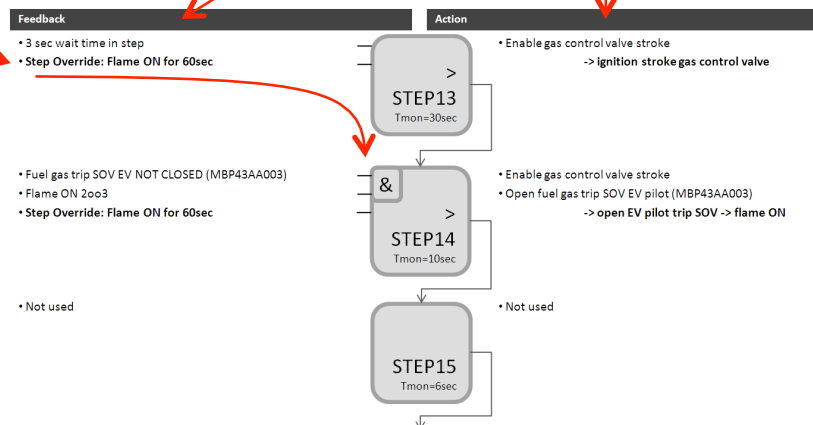 Feedback
Action
• 3 sec wait time in step
• Step Override: Flame ON for 60sec
>
STEP13
Tmon=30sec
• Enable gas control valve stroke
-> ignition stroke gas control valve
• Fuel gas trip SOV EV NOT CLOSED (MBP43AA003)
• Flame ON 2oo3
• Step Override: Flame ON for 60sec
&
>
STEP14
Tmon=10sec
• Enable gas control valve stroke
• Open fuel gas trip SOV EV pilot (MBP43AA003)
-> open EV pilot trip SOV -> flame ON
• Not used
STEP15
Tmon=6sec
• Not used